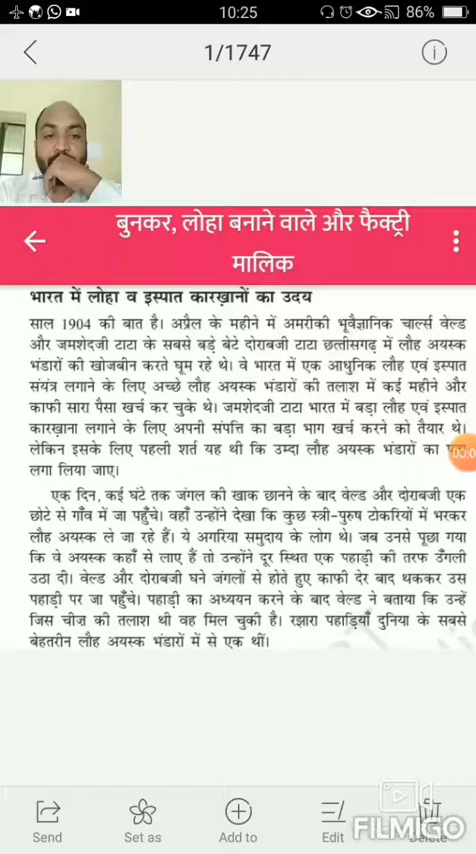 10:25
86%
1/1747
बुनकर, लोहा बनाने वाले और फैक्ट्री
मालिक
भारत में लोहा व इस्पात कारख़ानों का उदय
साल 1904 की बात है। अप्रैल के महीने में अमरीकी भूवैज्ञानिक चार्ल्स वेल्ड
और जमशेदजी टाटा के सबसे बड़े बेटे दोराबजी टाटा छत्तीसगढ़ में लौह अयस्क
भंडारों की खोजबीन करते घूम रहे थे। वे भारत में एक आधुनिक लौह एवं इस्पात
संयंत्र लगाने के लिए अच्छे लौह अयस्क भंडारों की तलाश में कई महीने और
काफी सारा पैसा खर्च कर चुके थे। जमशेदजी टाटा भारत में बड़ा लौह एवं इस्पात
कारख़ाना लगाने के लिए अपनी संपत्ति का बड़ा भाग खर्च करने को तैयार थे।
लेकिन इसके लिए पहली शर्त यह थी कि उम्दा लौह अयस्क भंडारों का
लगा लिया जाए।
एक दिन, कई घंटे तक जंगल की खाक छानने के बाद वेल्ड और दोराबजी एक
छोटे से गाँव में जा पहुँचे। वहाँ उन्होंने देखा कि कुछ स्त्री-पुरुष टोकरियों में भरकर
लौह अयस्क ले जा रहे हैं। ये अगरिया समुदाय के लोग थे। जब उनसे पूछा गया
कि वे अयस्क कहाँ से लाए हैं तो उन्होंने दूर स्थित एक पहाड़ी की तरफ उँगली
उठा दी। वेल्ड और दोराबजी घने जंगलों से होते हुए काफी देर बाद थककर उस
पहाड़ी पर जा पहुँचे। पहाड़ी का अध्ययन करने के बाद वेल्ड ने बताया कि उन्हें
जिस चीज़ की तलाश थी वह मिल चुकी है। रझारा पहाड़ियाँ दुनिया के सबसे
बेहतरीन लौह अयस्क भंडारों में से एक थीं।
Send
Set as
Add to
Edit
Delete
FILMIGO